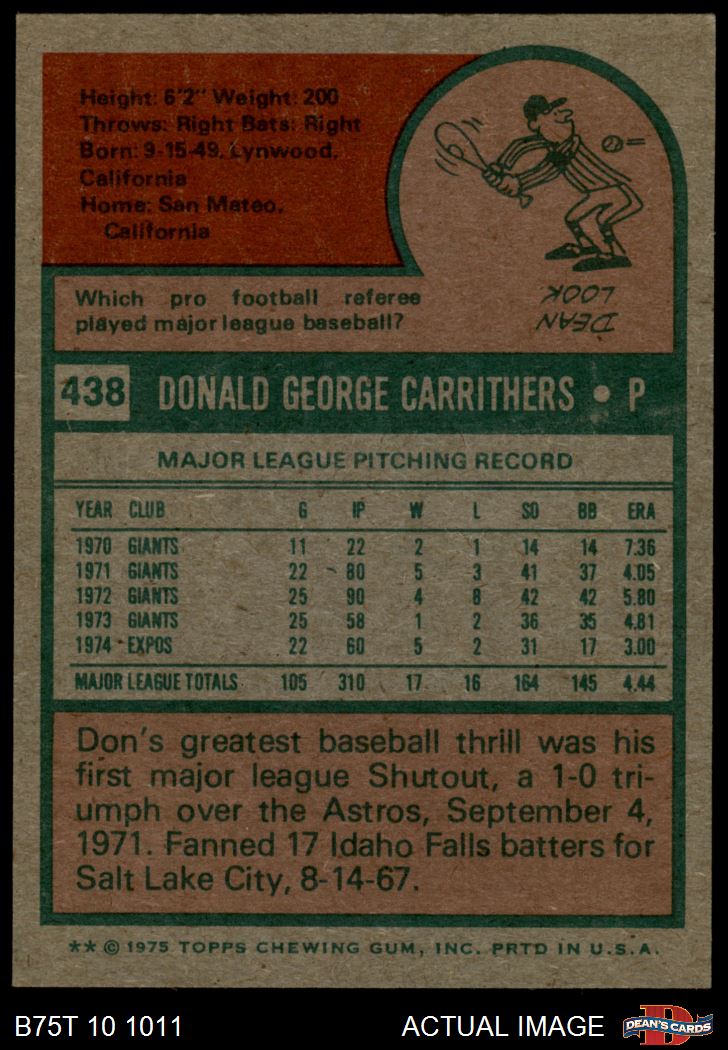 Height: 6'2" Weight: 200
Throws: Right Bats: Right
Born: 9-15-49, Lynwood,
California
Home: San Mateo,
California
Which pro football referee
played major league baseball?
DEAN
LOOK.
438 DONALD GEORGE CARRITHERS • P
MAJOR LEAGUE PITCHING RECORD
YEAR CLUB G IP W L SO BB ERA
1970 GIANTS 11 22 2 1 14 14 7.36
1971 GIANTS 22 80 5 3 41 37 4.05
1972 GIANTS 25 90 4 8 42 42 5.80
1973 GIANTS 25 58 1 2 36 35 4.81
1974 EXPOS 22 60 5 2 31 17 3.00
MAJOR LEAGUE TOTALS 105 310 17 16 164 145 4.44
Don's greatest baseball thrill was his
first major league Shutout, a 1-0 tri-
umph over the Astros, September 4,
1971. Fanned 17 Idaho Falls batters for
Salt Lake City, 8-14-67.
** © 1975 TOPPS CHEWING GUM, INC. PRTD IN U.S.A.
B75T 10 1011 ACTUAL IMAGE
D
DEAN'S CARDS